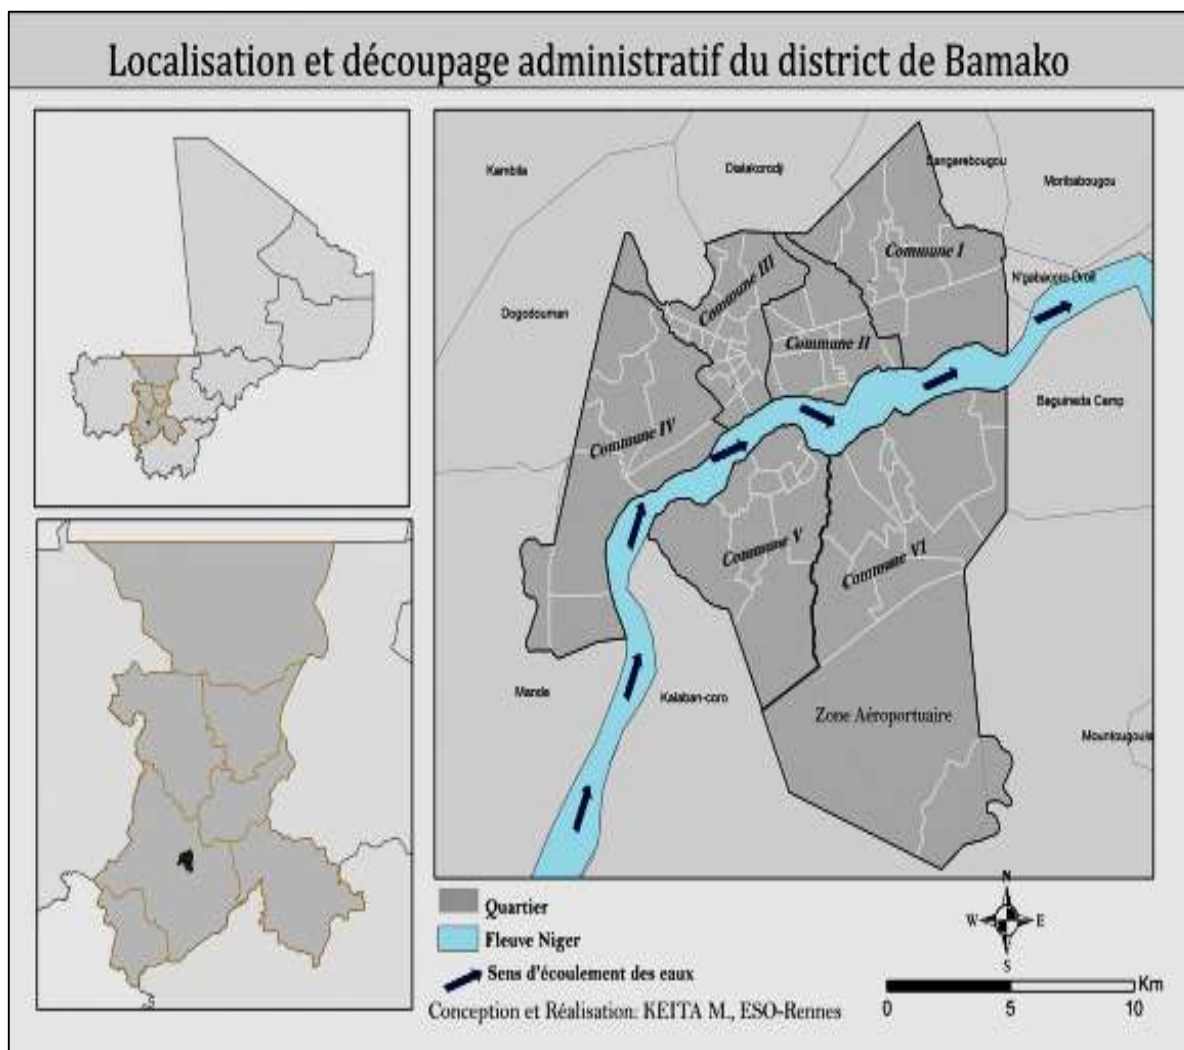 Localisation et découpage administratif du district de Bamako
Kambila
Dialakorodji
Sangarebougou
Moribabougou
Commune I
Commune III
N'gabacoro-Droit
Dogodouman
Commune II
Baguineda Camp
Commune IV
Commune V
Commune VI
Mande
Kalaban-coro
Zone Aéroportuaire
Mountougoula
Quartier
Fleuve Niger
Sens d'écoulement des eaux
Conception et Réalisation: KEITA M., ESO-Rennes
N
W E
S
Km
0 5 10